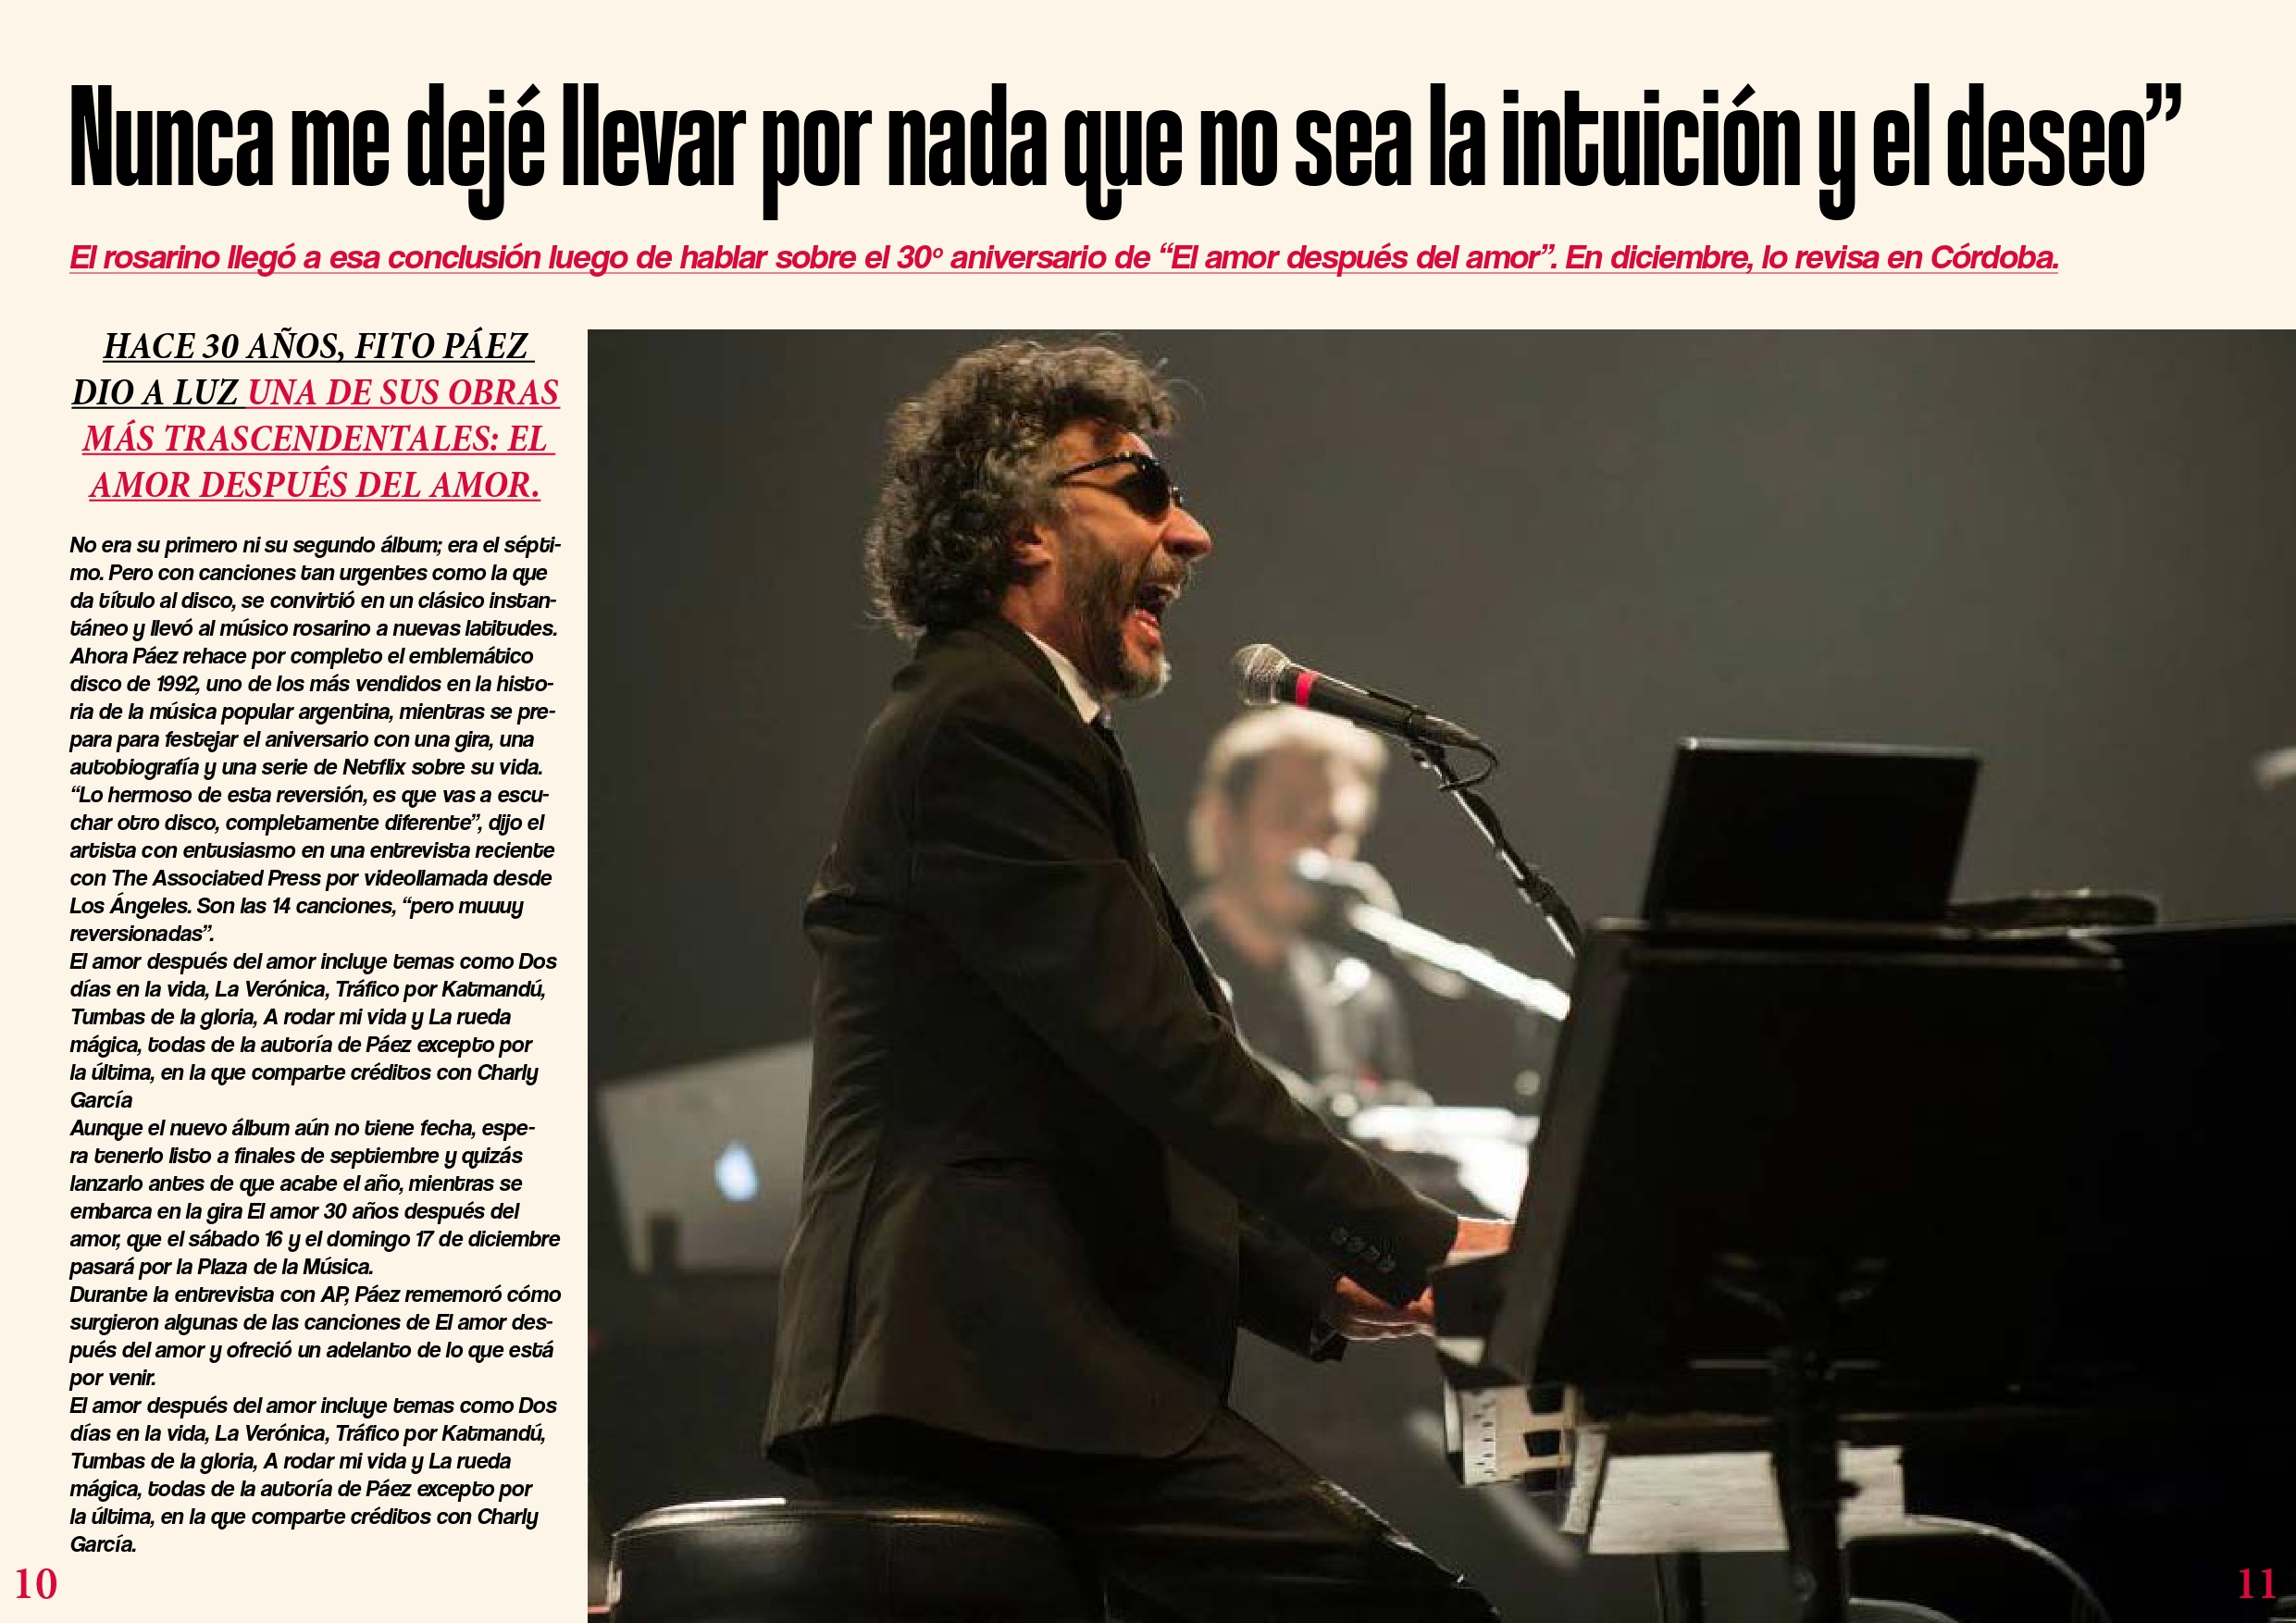 Nunca me dejé llevar por nada que no sea la intuición y el deseo”
El rosarino llegó a esa conclusión luego de hablar sobre el 30º aniversario de “El amor después del amor”. En diciembre, lo revisa en Córdoba.
HACE 30 AÑOS, FITO PÁEZ
DIO A LUZ UNA DE SUS OBRAS
MÁS TRASCENDENTALES: EL
AMOR DESPUÉS DEL AMOR.
No era su primero ni su segundo álbum; era el sépti-
mo. Pero con canciones tan urgentes como la que
da título al disco, se convirtió en un clásico instan-
táneo y llevó al músico rosarino a nuevas latitudes.
Ahora Páez rehace por completo el emblemático
disco de 1992, uno de los más vendidos en la histo-
ria de la música popular argentina, mientras se pre-
para para festejar el aniversario con una gira, una
autobiografía y una serie de Netflix sobre su vida.
“Lo hermoso de esta reversión, es que vas a escu-
char otro disco, completamente diferente”, dijo el
artista con entusiasmo en una entrevista reciente
con The Associated Press por videollamada desde
Los Ángeles. Son las 14 canciones, “pero muuuy
reversionadas”.
El amor después del amor incluye temas como Dos
días en la vida, La Verónica, Tráfico por Katmandú,
Tumbas de la gloria, A rodar mi vida y La rueda
mágica, todas de la autoría de Páez excepto por
la última, en la que comparte créditos con Charly
García
Aunque el nuevo álbum aún no tiene fecha, espe-
ra tenerlo listo a finales de septiembre y quizás
lanzarlo antes de que acabe el año, mientras se
embarca en la gira El amor 30 años después del
amor, que el sábado 16 y el domingo 17 de diciembre
pasará por la Plaza de la Música.
Durante la entrevista con AP, Páez rememoró cómo
surgieron algunas de las canciones de El amor des-
pués del amor y ofreció un adelanto de lo que está
por venir.
El amor después del amor incluye temas como Dos
días en la vida, La Verónica, Tráfico por Katmandú,
Tumbas de la gloria, A rodar mi vida y La rueda
mágica, todas de la autoría de Páez excepto por
la última, en la que comparte créditos con Charly
García.
10
11